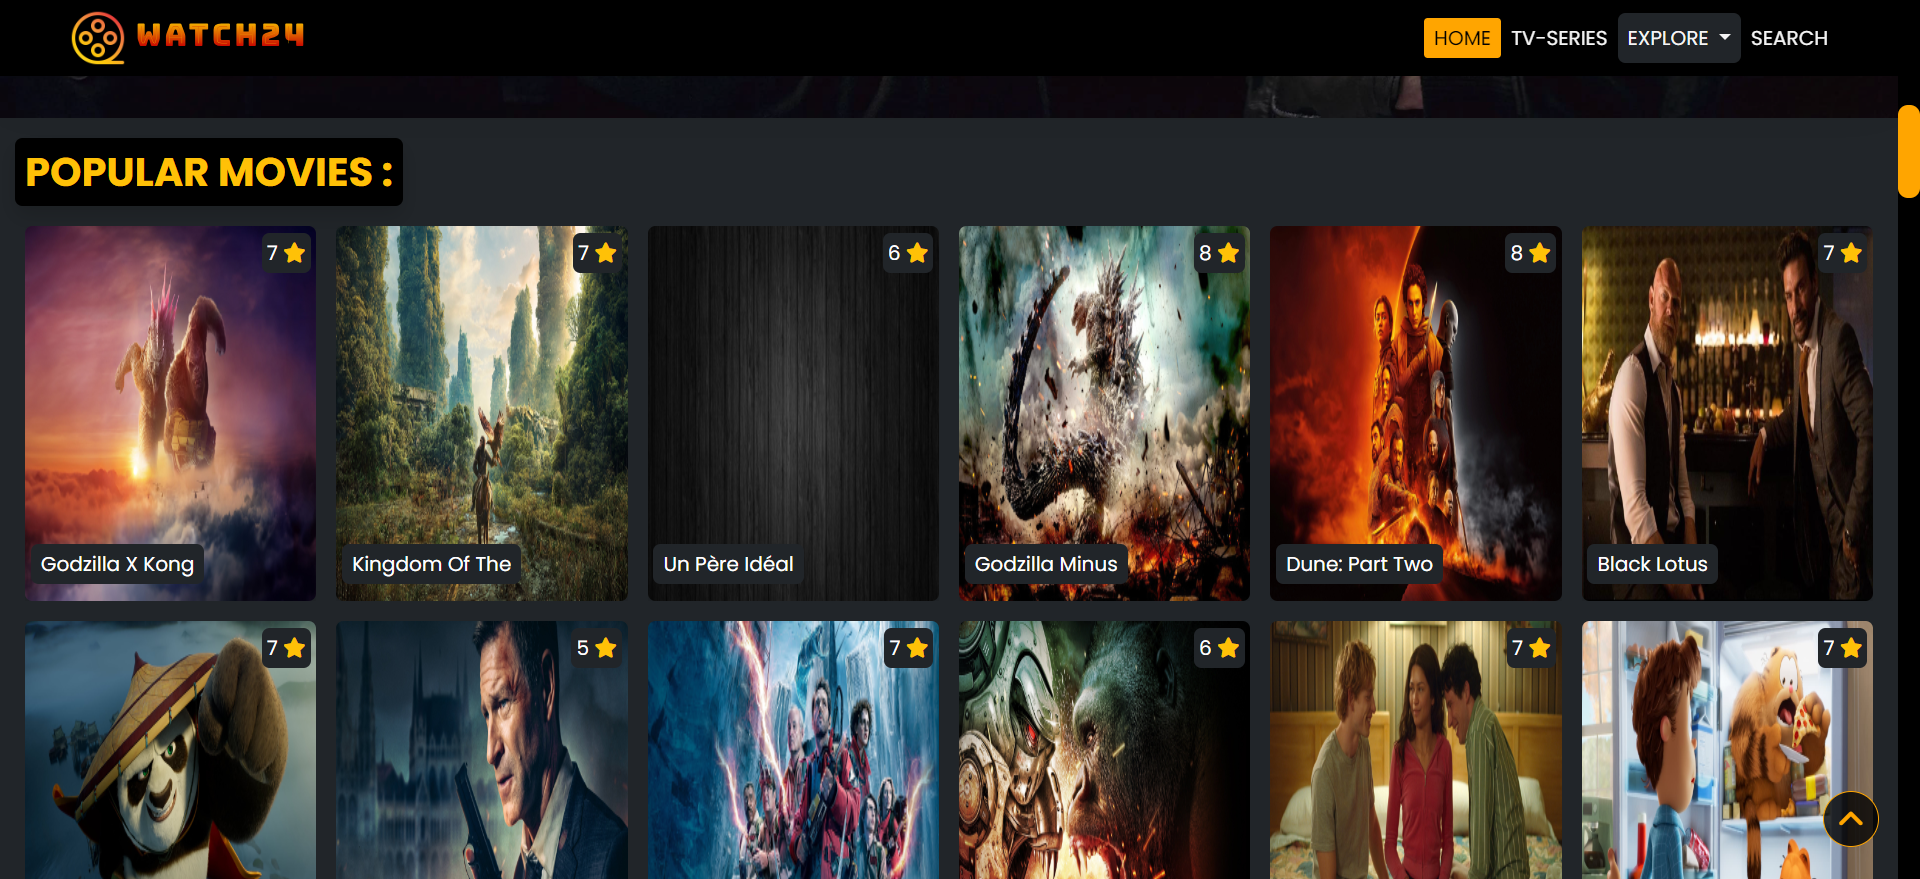 WATCH24
HOME TV-SERIES EXPLORE SEARCH
POPULAR MOVIES :
7 7 6 8 8 7
Godzilla X Kong Kingdom Of The Un Père Idéal Godzilla Minus Dune: Part Two Black Lotus
7 5 7 6 7 7